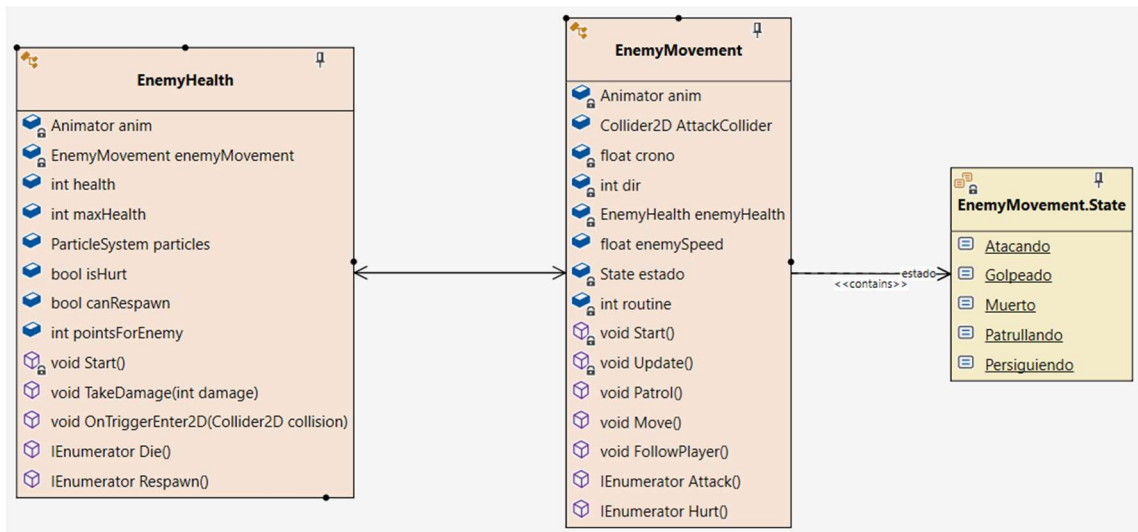 EnemyHealth
Animator anim
EnemyMovement enemyMovement
int health
int maxHealth
ParticleSystem particles
bool isHurt
bool canRespawn
int pointsForEnemy
void Start()
void TakeDamage(int damage)
void OnTriggerEnter2D(Collider2D collision)
IEnumerator Die()
IEnumerator Respawn()
EnemyMovement
Animator anim
Collider2D AttackCollider
float crono
int dir
EnemyHealth enemyHealth
float enemySpeed
State estado
int routine
void Start()
void Update()
void Patrol()
void Move()
void FollowPlayer()
IEnumerator Attack()
IEnumerator Hurt()
estado
<<contains>>
EnemyMovement.State
Atacando
Golpeado
Muerto
Patrullando
Persiguiendo